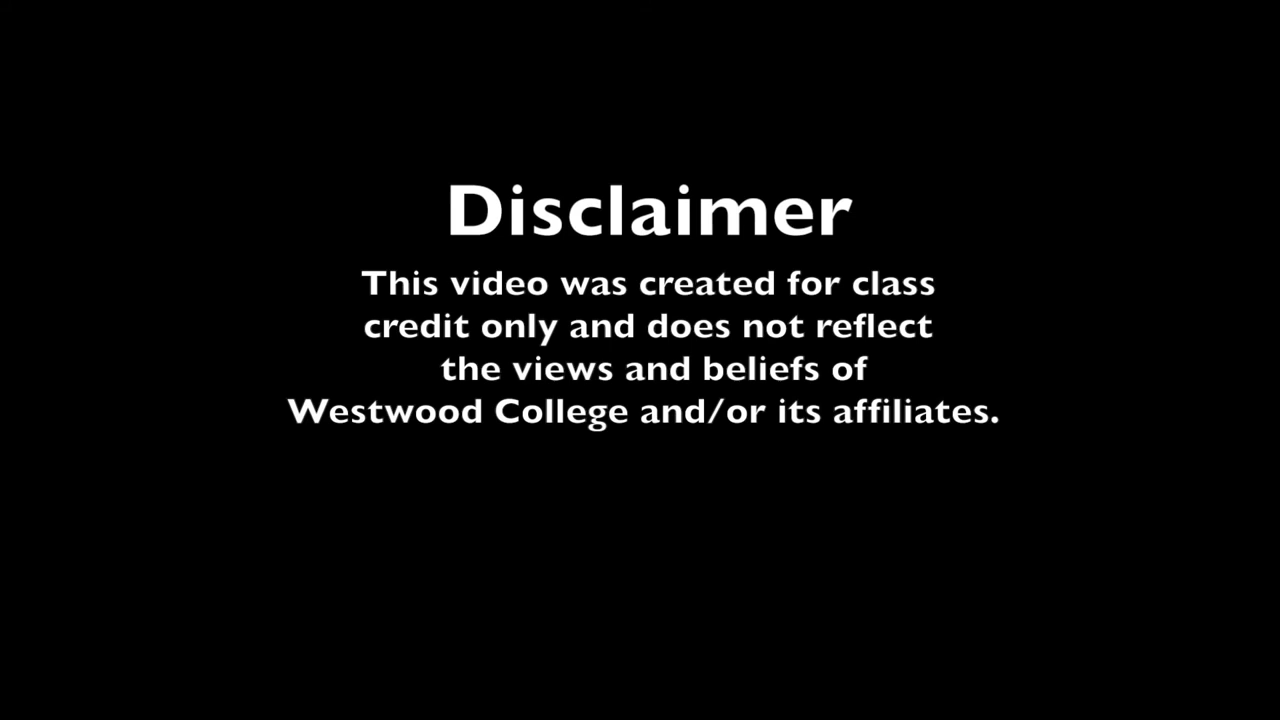 Disclaimer
This video was created for class
credit only and does not reflect
the views and beliefs of
Westwood College and/or its affiliates.